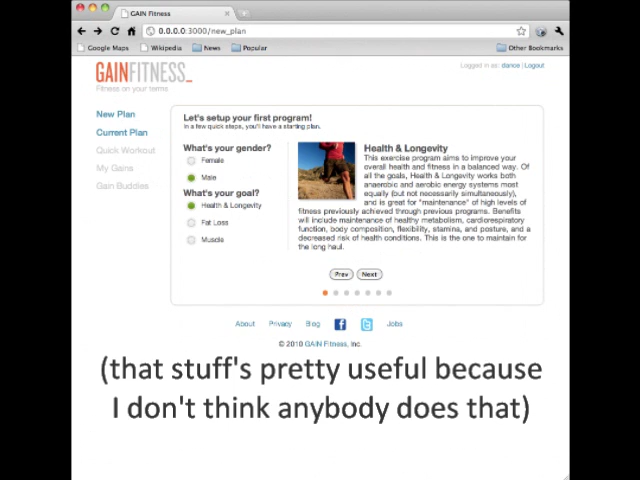 GAIN Fitness
0.0.0.0:3000/new_plan
Google Maps
Wikipedia
News
Popular
Other Bookmarks
GAINFITNESS_
Fitness on your terms
Logged in as: dance | Logout
New Plan
Current Plan
Quick Workout
My Gains
Gain Buddies
Let's setup your first program!
In a few quick steps, you'll have a starting plan.
What's your gender?
Female
Male
What's your goal?
Health & Longevity
Fat Loss
Muscle
Health & Longevity
This exercise program aims to improve your
overall health and fitness in a balanced way. Of
all the goals, Health & Longevity works both
anaerobic and aerobic energy systems most
equally (but not necessarily simultaneously),
and is great for "maintenance" of high levels of
fitness previously achieved through previous programs. Benefits
will include maintenance of healthy metabolism, cardiorespiratory
function, body composition, flexibility, stamina, and posture, and a
decreased risk of health conditions. This is the one to maintain for
the long haul.
Prev
Next
About
Privacy
Blog
Jobs
© 2010 GAIN Fitness, Inc.
(that stuff's pretty useful because
I don't think anybody does that)